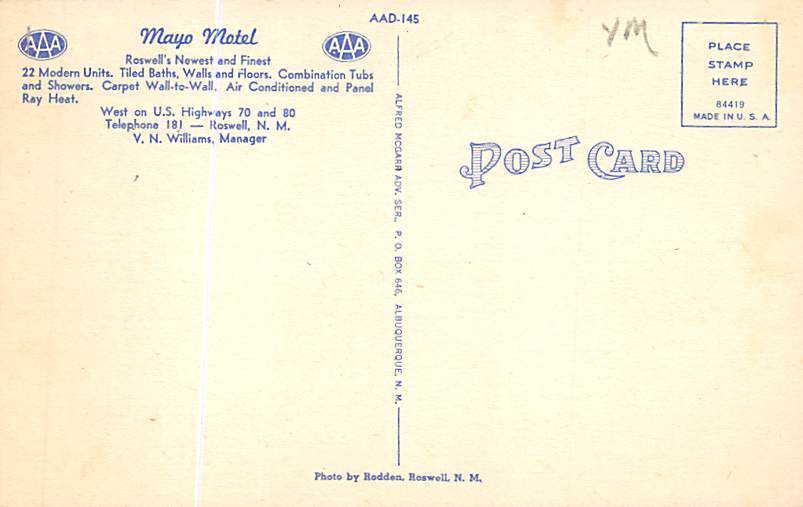 AAD-145
AAA
Mayo Motel
AAA
Roswell's Newest and Finest
22 Modern Units. Tiled Baths, Walls and Floors. Combination Tubs
and Showers. Carpet Wall-to-Wall. Air Conditioned and Panel
Ray Heat.
West on U.S. Highways 70 and 80
Telephone 181 — Roswell, N. M.
V. N. Williams, Manager
ALFRED MCGARR ADV. SER., P. O. BOX 646, ALBUQUERQUE, N. M.
YM
PLACE
STAMP
HERE
84419
MADE IN U. S. A.
POST CARD
Photo by Rodden, Roswell, N. M.